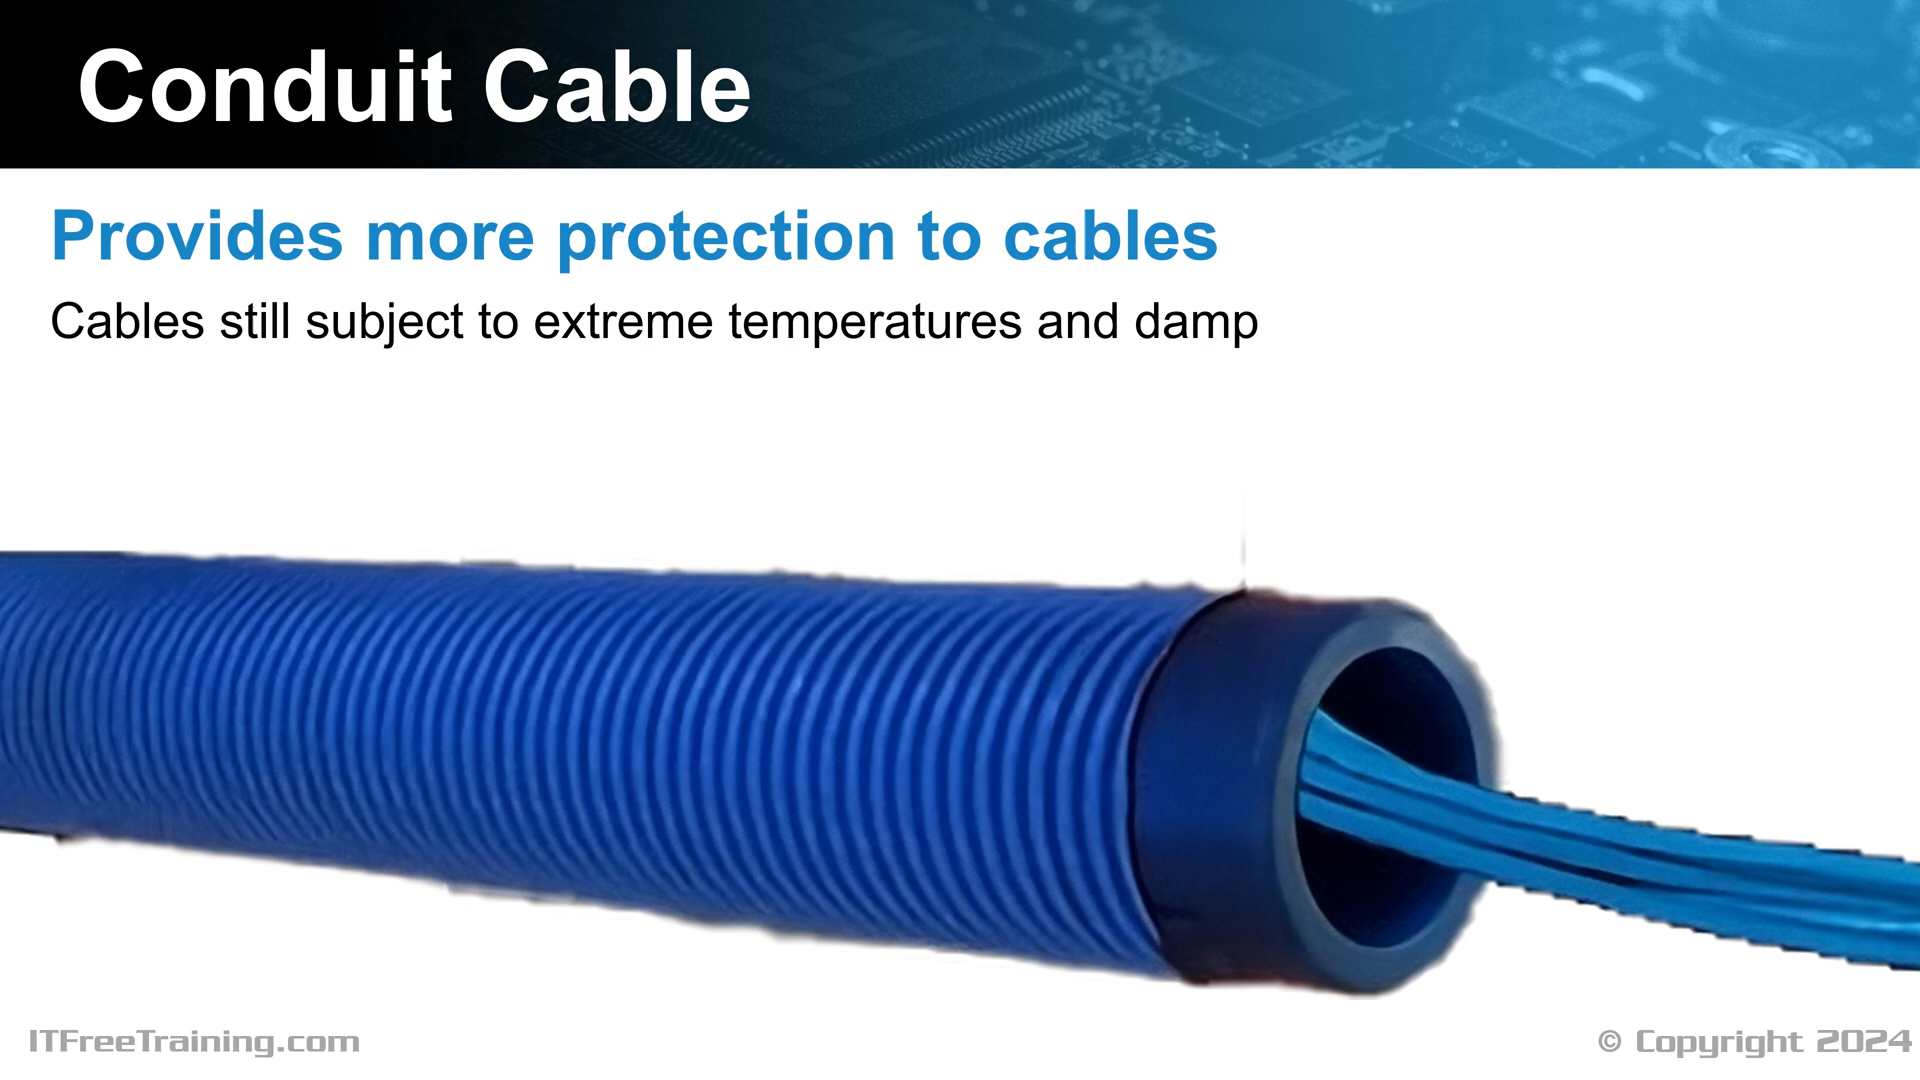 Conduit Cable
Provides more protection to cables
Cables still subject to extreme temperatures and damp
ITFreeTraining.com
© Copyright 2024